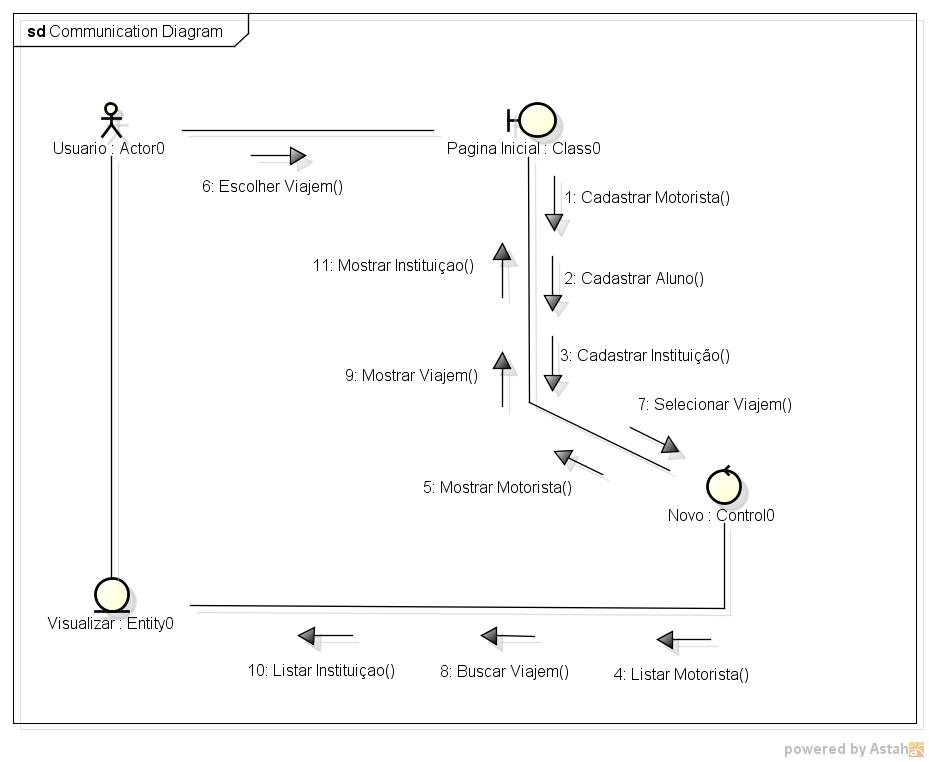 sd Communication Diagram
Usuario : Actor0
Pagina Inicial : Class0
6: Escolher Viajem()
1: Cadastrar Motorista()
11: Mostrar Instituiçao()
2: Cadastrar Aluno()
3: Cadastrar Instituição()
9: Mostrar Viajem()
7: Selecionar Viajem()
5: Mostrar Motorista()
Novo : Control0
Visualizar : Entity0
10: Listar Instituiçao()
8: Buscar Viajem()
4: Listar Motorista()
powered by Astah